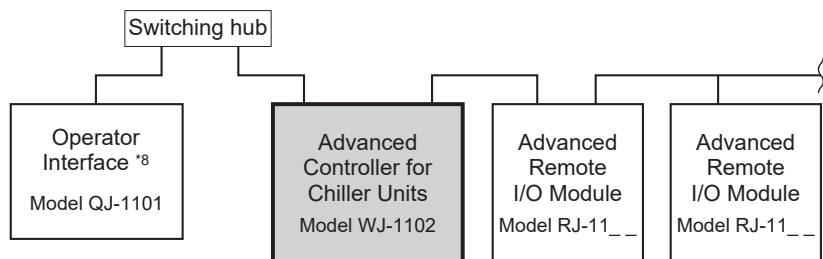 Switching hub
Operator
Interface *8
Model QJ-1101
Advanced
Controller for
Chiller Units
Model WJ-1102
Advanced
Remote
I/O Module
Model RJ-11_ _
Advanced
Remote
I/O Module
Model RJ-11_ _